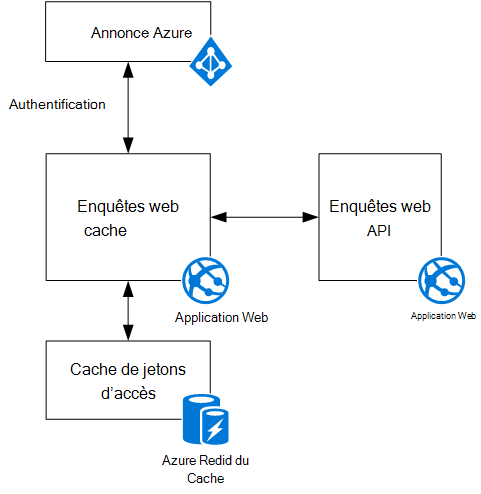 Annonce Azure
Authentification
Enquêtes web
cache
Enquêtes web
API
Application Web
Application Web
Cache de jetons
d’accès
Azure Redid du
Cache